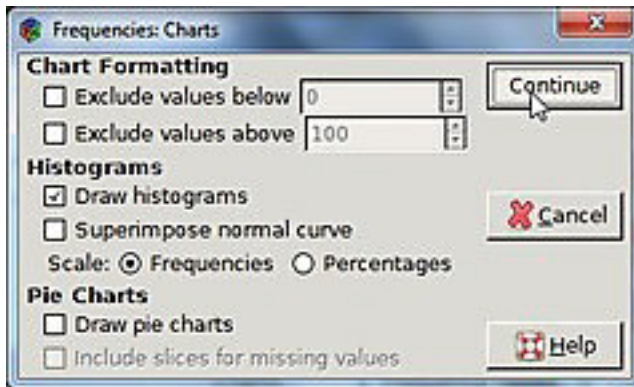 Frequencies: Charts
Chart Formatting
Exclude values below 0
Exclude values above 100
Continue
Histograms
Draw histograms
Superimpose normal curve
Scale: Frequencies Percentages
Cancel
Pie Charts
Draw pie charts
Include slices for missing values
Help